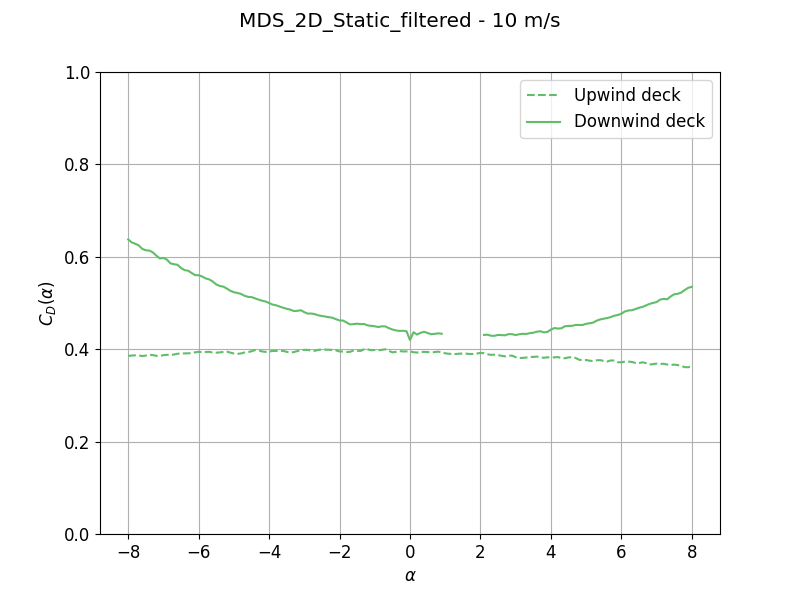 MDS_2D_Static_filtered - 10 m/s
Upwind deck
Downwind deck
1.0
0.8
0.6
0.4
0.2
0.0
C_D(α)
−8 −6 −4 −2 0 2 4 6 8
α